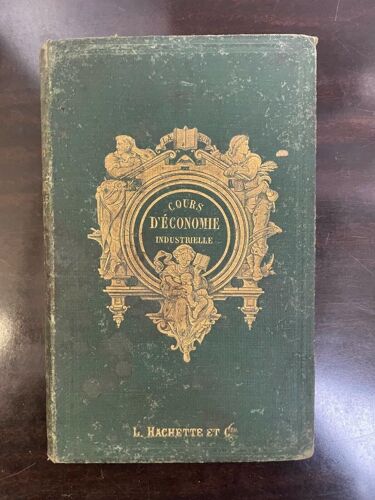 COURS
D'ÉCONOMIE
INDUSTRIELLE
L. HACHETTE ET Cie